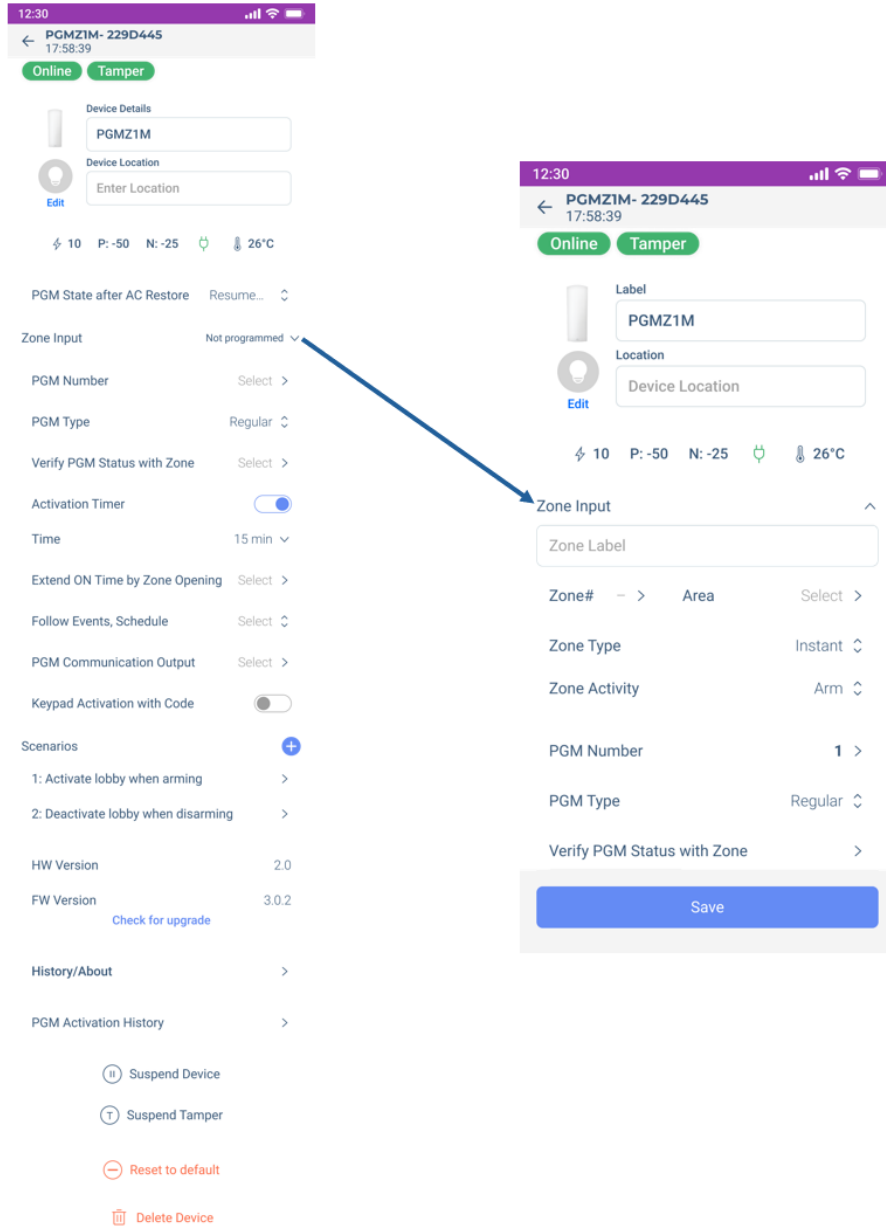 12:30
PGMZ1M- 229D445
17:58:39
Online Tamper
Device Details
PGMZ1M
Device Location
Enter Location
Edit
10 P: -50 N: -25 26°C
PGM State after AC Restore Resume...
Zone Input Not programmed
PGM Number Select
PGM Type Regular
Verify PGM Status with Zone Select
Activation Timer
Time 15 min
Extend ON Time by Zone Opening Select
Follow Events, Schedule Select
PGM Communication Output Select
Keypad Activation with Code
Scenarios
1: Activate lobby when arming
2: Deactivate lobby when disarming
HW Version 2.0
FW Version 3.0.2
Check for upgrade
History/About
PGM Activation History
Suspend Device
T Suspend Tamper
Reset to default
Delete Device
12:30
PGMZ1M- 229D445
17:58:39
Online Tamper
Label
PGMZ1M
Location
Device Location
Edit
10 P: -50 N: -25 26°C
Zone Input
Zone Label
Zone# – Area Select
Zone Type Instant
Zone Activity Arm
PGM Number 1
PGM Type Regular
Verify PGM Status with Zone
Save